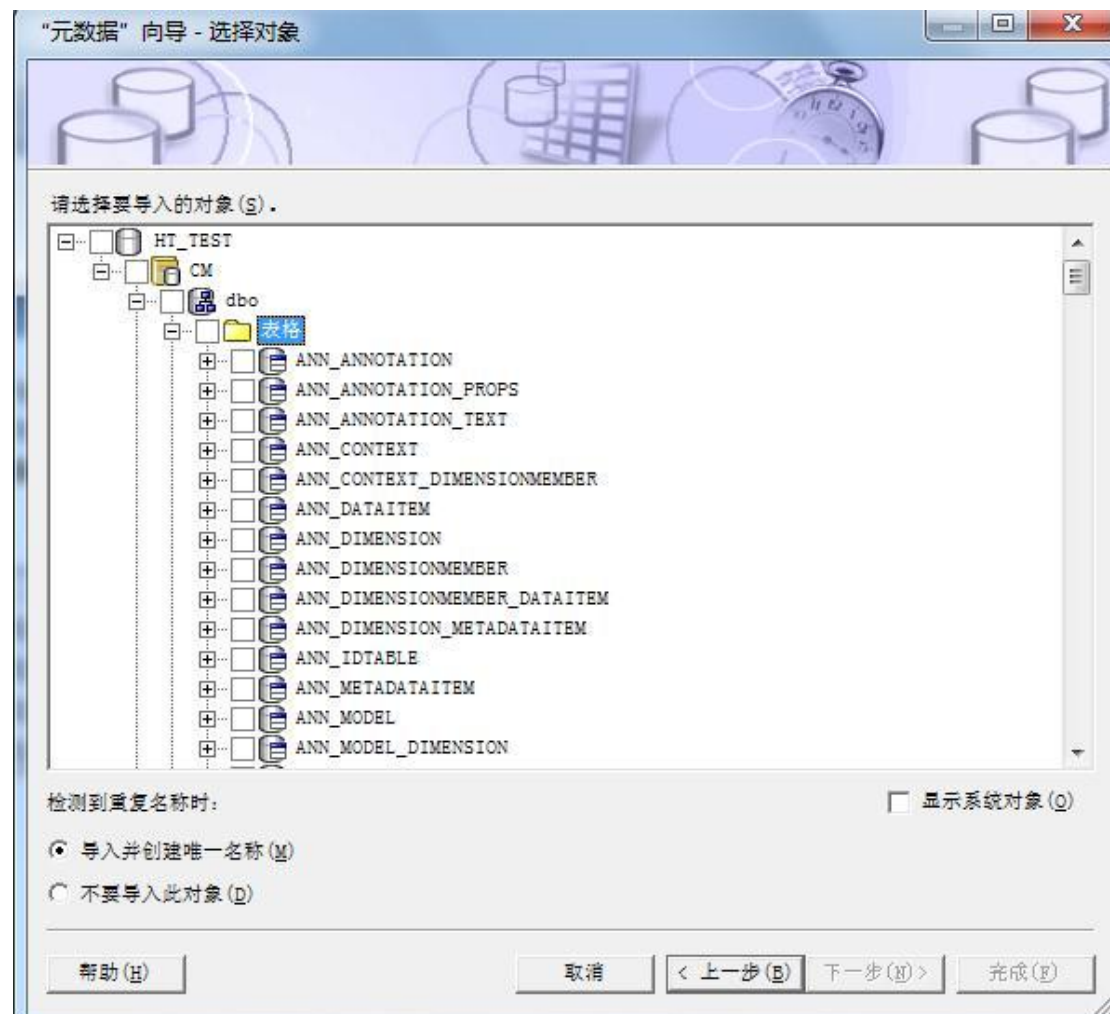 “元数据”向导 - 选择对象
请选择要导入的对象(S).
HT_TEST
CM
dbo
表格
ANN_ANNOTATION
ANN_ANNOTATION_PROPS
ANN_ANNOTATION_TEXT
ANN_CONTEXT
ANN_CONTEXT_DIMENSIONMEMBER
ANN_DATAITEM
ANN_DIMENSION
ANN_DIMENSIONMEMBER
ANN_DIMENSIONMEMBER_DATAITEM
ANN_DIMENSION_METADATAITEM
ANN_IDTABLE
ANN_METADATAITEM
ANN_MODEL
ANN_MODEL_DIMENSION
检测到重复名称时: 显示系统对象(O)
导入并创建唯一名称(M)
不要导入此对象(D)
帮助(H) 取消 < 上一步(B) 下一步(N)> 完成(F)